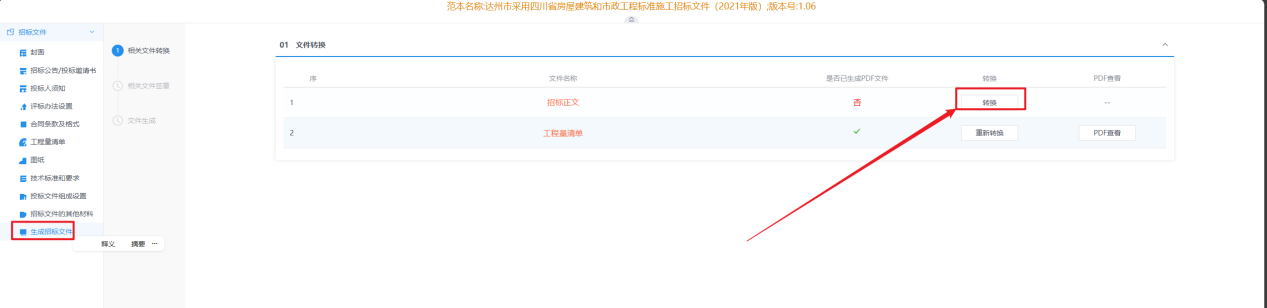 范本名称:达州市采用四川省房屋建筑和市政工程标准施工招标文件（2021年版）;版本号:1.06
招标文件
封面
招标公告/投标邀请书
投标人须知
评标办法设置
合同条款及格式
工程量清单
图纸
技术标准和要求
投标文件组成设置
招标文件的其他材料
生成招标文件
释义 摘要 ···
1 相关文件转换
相关文件签章
文件生成
01 文件转换
序 文件名称 是否已生成PDF文件 转换 PDF查看
1 招标正文 否 转换 --
2 工程量清单 重新转换 PDF查看